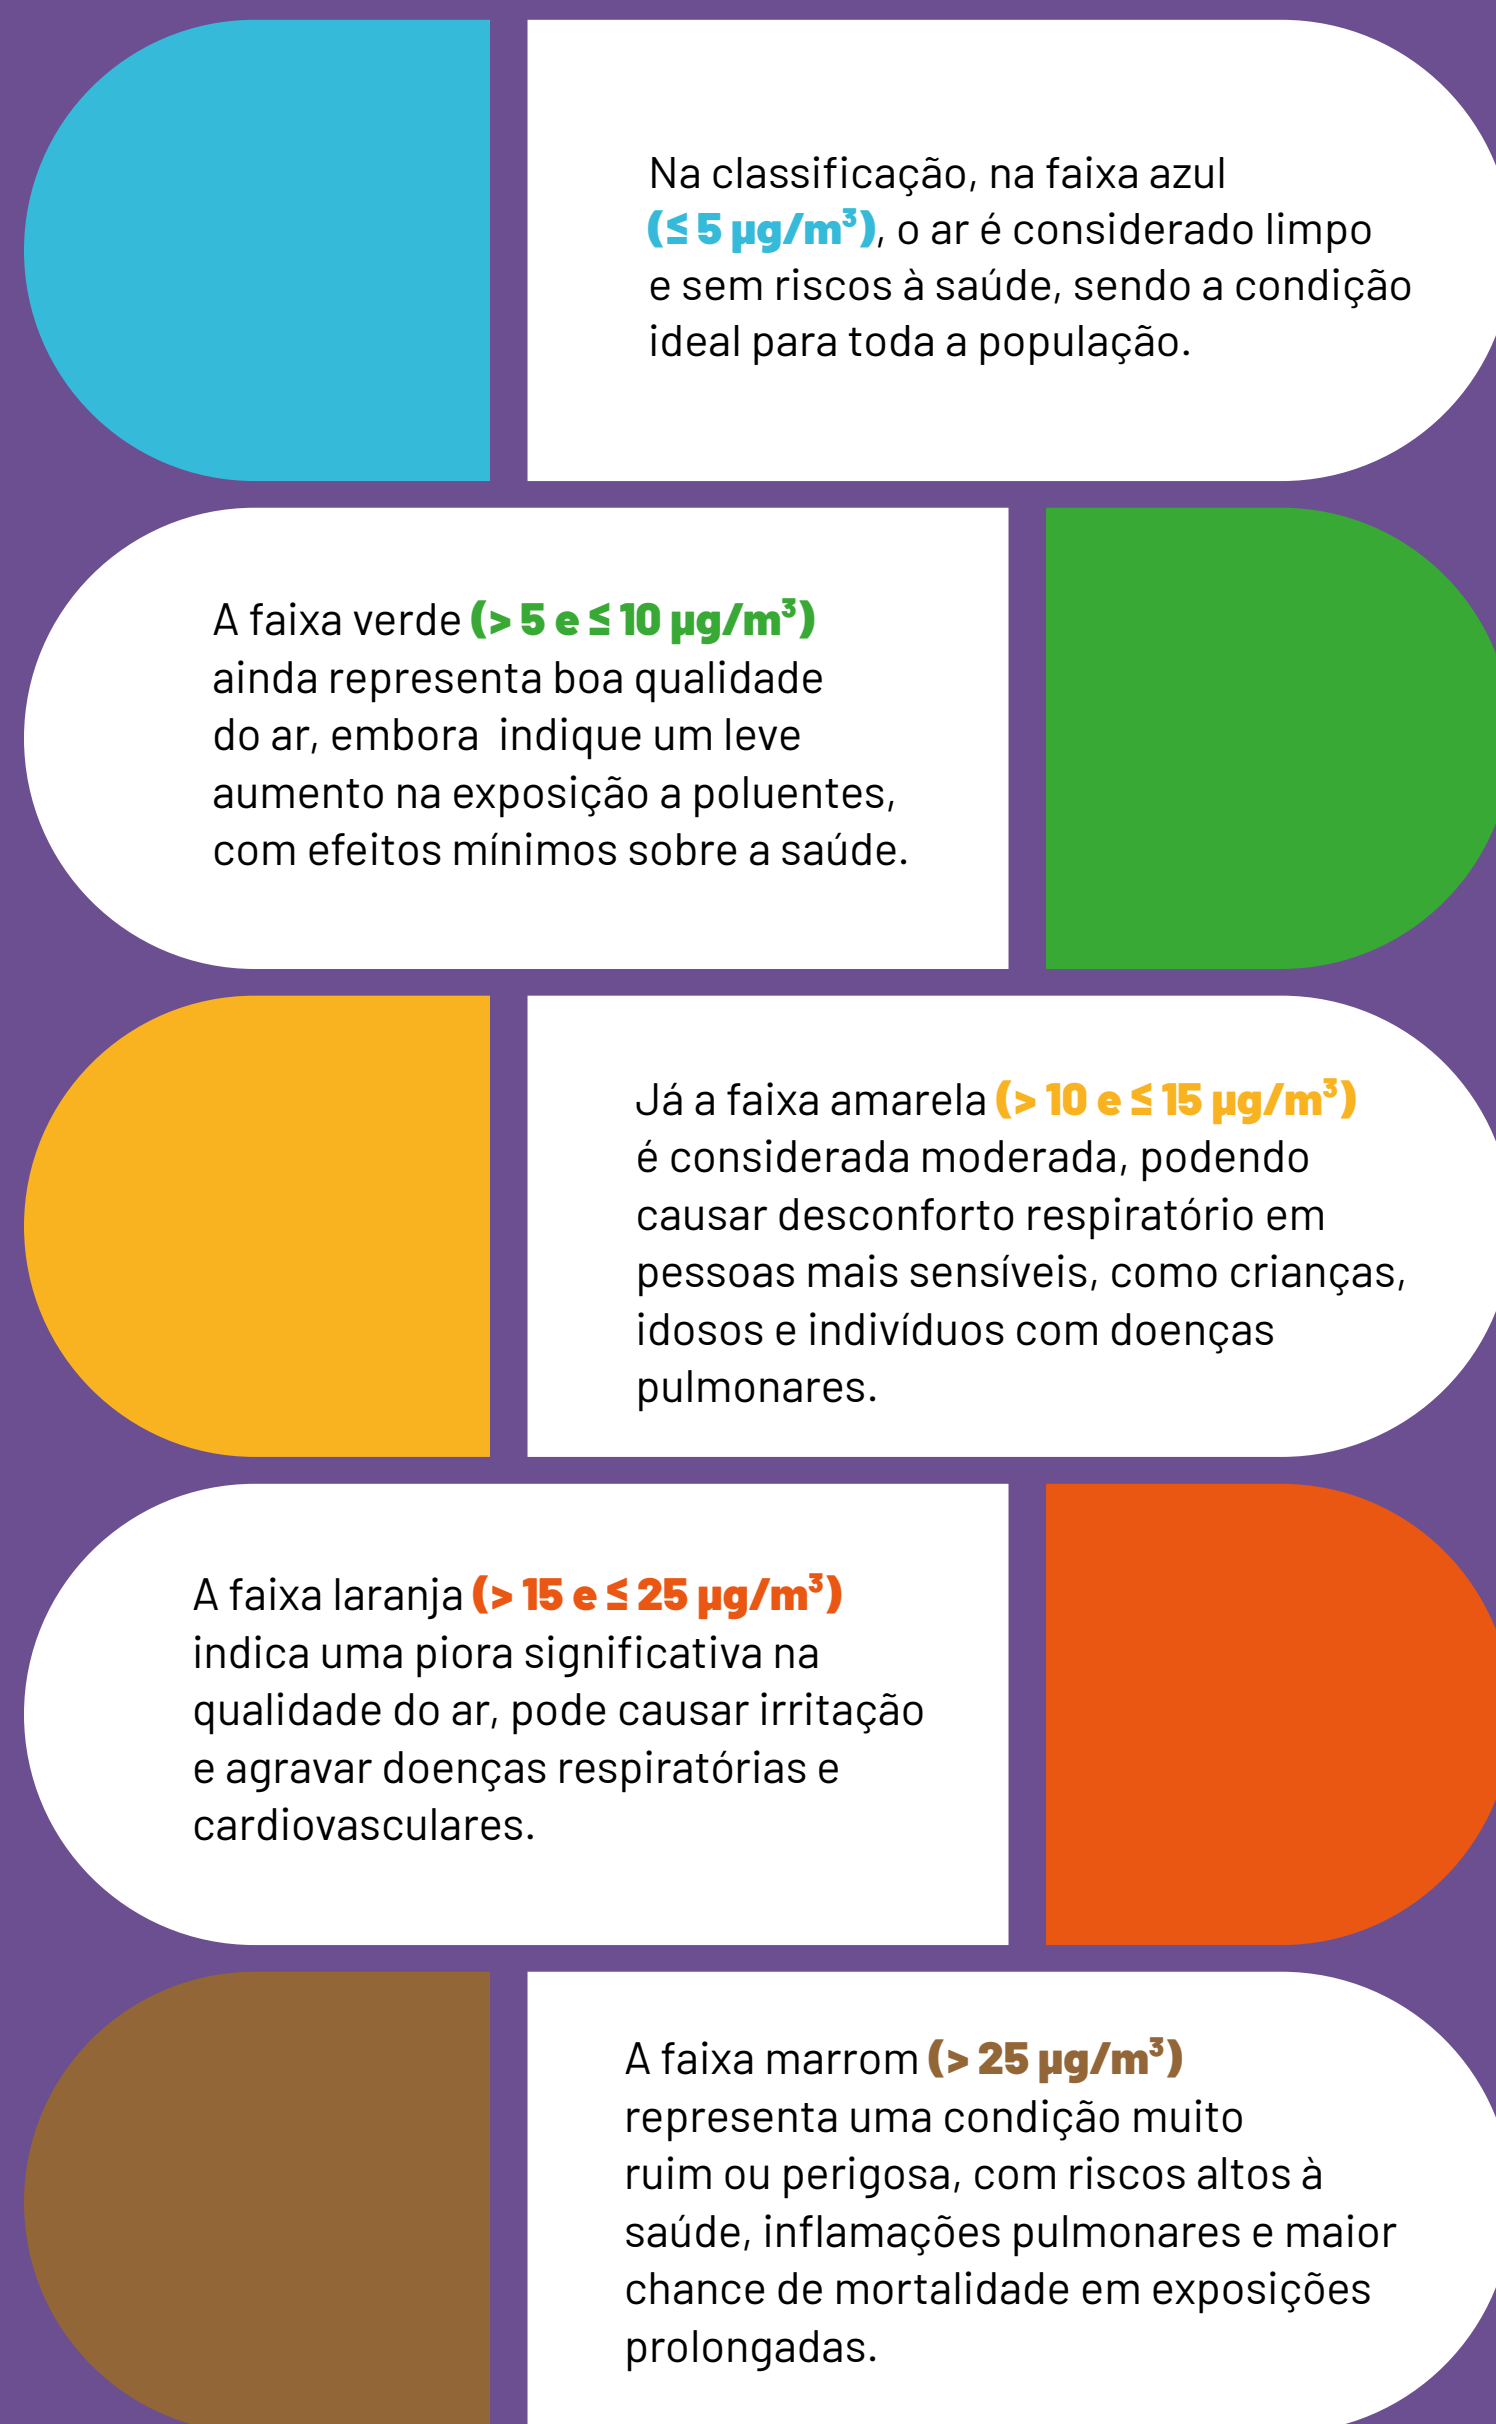 Na classificação, na faixa azul
(≤ 5 µg/m³), o ar é considerado limpo
e sem riscos à saúde, sendo a condição
ideal para toda a população.
A faixa verde (> 5 e ≤ 10 µg/m³)
ainda representa boa qualidade
do ar, embora  indique um leve
aumento na exposição a poluentes,
com efeitos mínimos sobre a saúde.
Já a faixa amarela (> 10 e ≤ 15 µg/m³)
é considerada moderada, podendo
causar desconforto respiratório em
pessoas mais sensíveis, como crianças,
idosos e indivíduos com doenças
pulmonares.
A faixa laranja (> 15 e ≤ 25 µg/m³)
indica uma piora significativa na
qualidade do ar, pode causar irritação
e agravar doenças respiratórias e
cardiovasculares.
A faixa marrom (> 25 µg/m³)
representa uma condição muito
ruim ou perigosa, com riscos altos à
saúde, inflamações pulmonares e maior
chance de mortalidade em exposições
prolongadas.